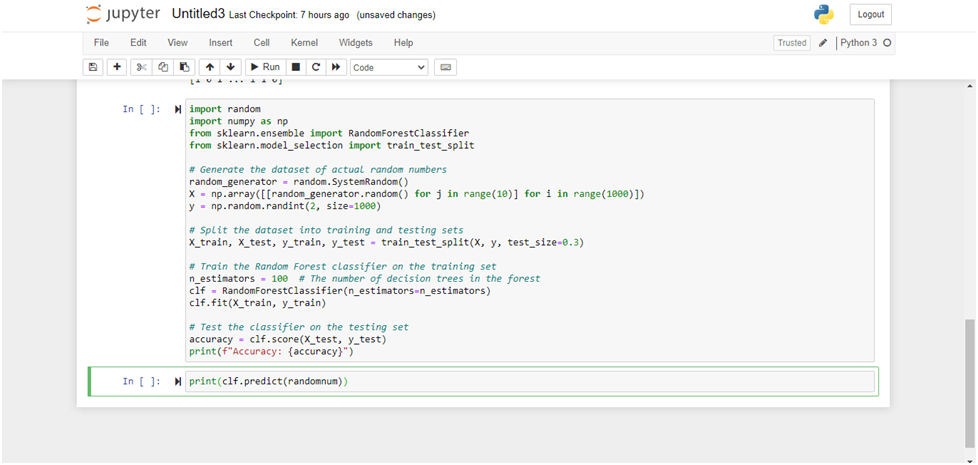 jupyter Untitled3 Last Checkpoint: 7 hours ago (unsaved changes)
Logout
File Edit View Insert Cell Kernel Widgets Help
Trusted Python 3
Run Code
In [ ]:
import random
import numpy as np
from sklearn.ensemble import RandomForestClassifier
from sklearn.model_selection import train_test_split
# Generate the dataset of actual random numbers
random_generator = random.SystemRandom()
X = np.array([[random_generator.random() for j in range(10)] for i in range(1000)])
y = np.random.randint(2, size=1000)
# Split the dataset into training and testing sets
X_train, X_test, y_train, y_test = train_test_split(X, y, test_size=0.3)
# Train the Random Forest classifier on the training set
n_estimators = 100  # The number of decision trees in the forest
clf = RandomForestClassifier(n_estimators=n_estimators)
clf.fit(X_train, y_train)
# Test the classifier on the testing set
accuracy = clf.score(X_test, y_test)
print(f"Accuracy: {accuracy}")
In [ ]:
print(clf.predict(randomnum))